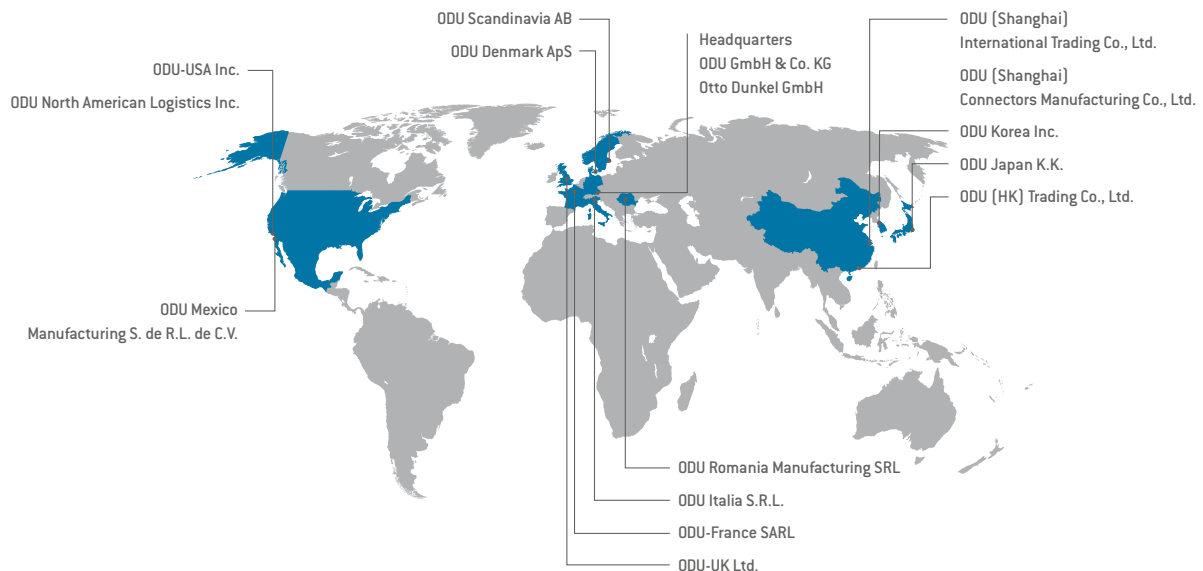 ODU Scandinavia AB
ODU Denmark ApS
ODU-USA Inc.
ODU North American Logistics Inc.
Headquarters
ODU GmbH & Co. KG
Otto Dunkel GmbH
ODU (Shanghai)
International Trading Co., Ltd.
ODU (Shanghai)
Connectors Manufacturing Co., Ltd.
ODU Korea Inc.
ODU Japan K.K.
ODU (HK) Trading Co., Ltd.
ODU Mexico
Manufacturing S. de R.L. de C.V.
ODU Romania Manufacturing SRL
ODU Italia S.R.L.
ODU-France SARL
ODU-UK Ltd.